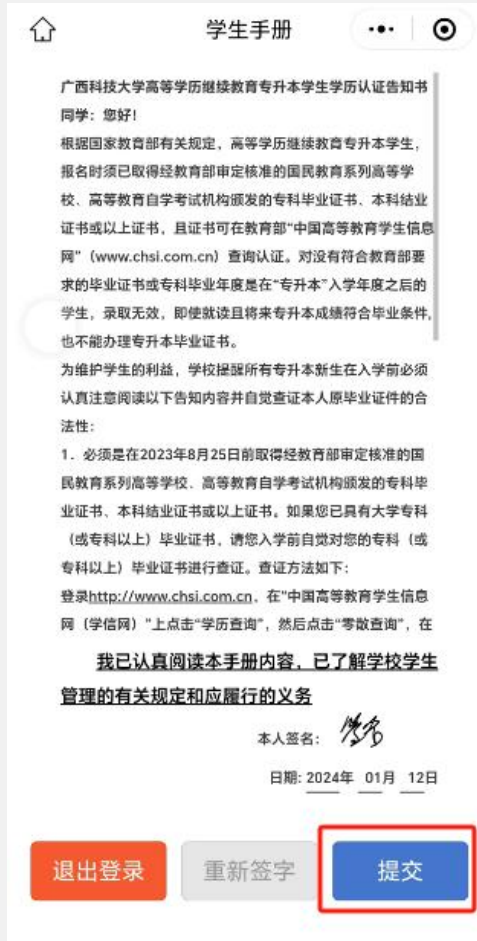 学生手册
广西科技大学高等学历继续教育专升本学生学历认证告知书
同学：您好！
根据国家教育部有关规定，高等学历继续教育专升本学生，
报名时须已取得经教育部审定核准的国民教育系列高等学
校、高等教育自学考试机构颁发的专科毕业证书、本科结业
证书或以上证书，且证书可在教育部“中国高等教育学生信息
网”（www.chsi.com.cn）查询认证。对没有符合教育部要
求的毕业证书或专科毕业年度是在“专升本”入学年度之后的
学生，录取无效，即使就读且将来专升本成绩符合毕业条件，
也不能办理专升本毕业证书。
为维护学生的利益，学校提醒所有专升本新生在入学前必须
认真注意阅读以下告知内容并自觉查证本人原毕业证件的合
法性：
1．必须是在2023年8月25日前取得经教育部审定核准的国
民教育系列高等学校、高等教育自学考试机构颁发的专科毕
业证书、本科结业证书或以上证书。如果您已具有大学专科
（或专科以上）毕业证书，请您入学前自觉对您的专科（或
专科以上）毕业证书进行查证。查证方法如下：
登录http://www.chsi.com.cn，在“中国高等教育学生信息
网（学信网）”上点击“学历查询”，然后点击“零散查询”，在
我已认真阅读本手册内容，已了解学校学生
管理的有关规定和应履行的义务
本人签名：
日期: 2024年 01月 12日
退出登录 重新签字 提交